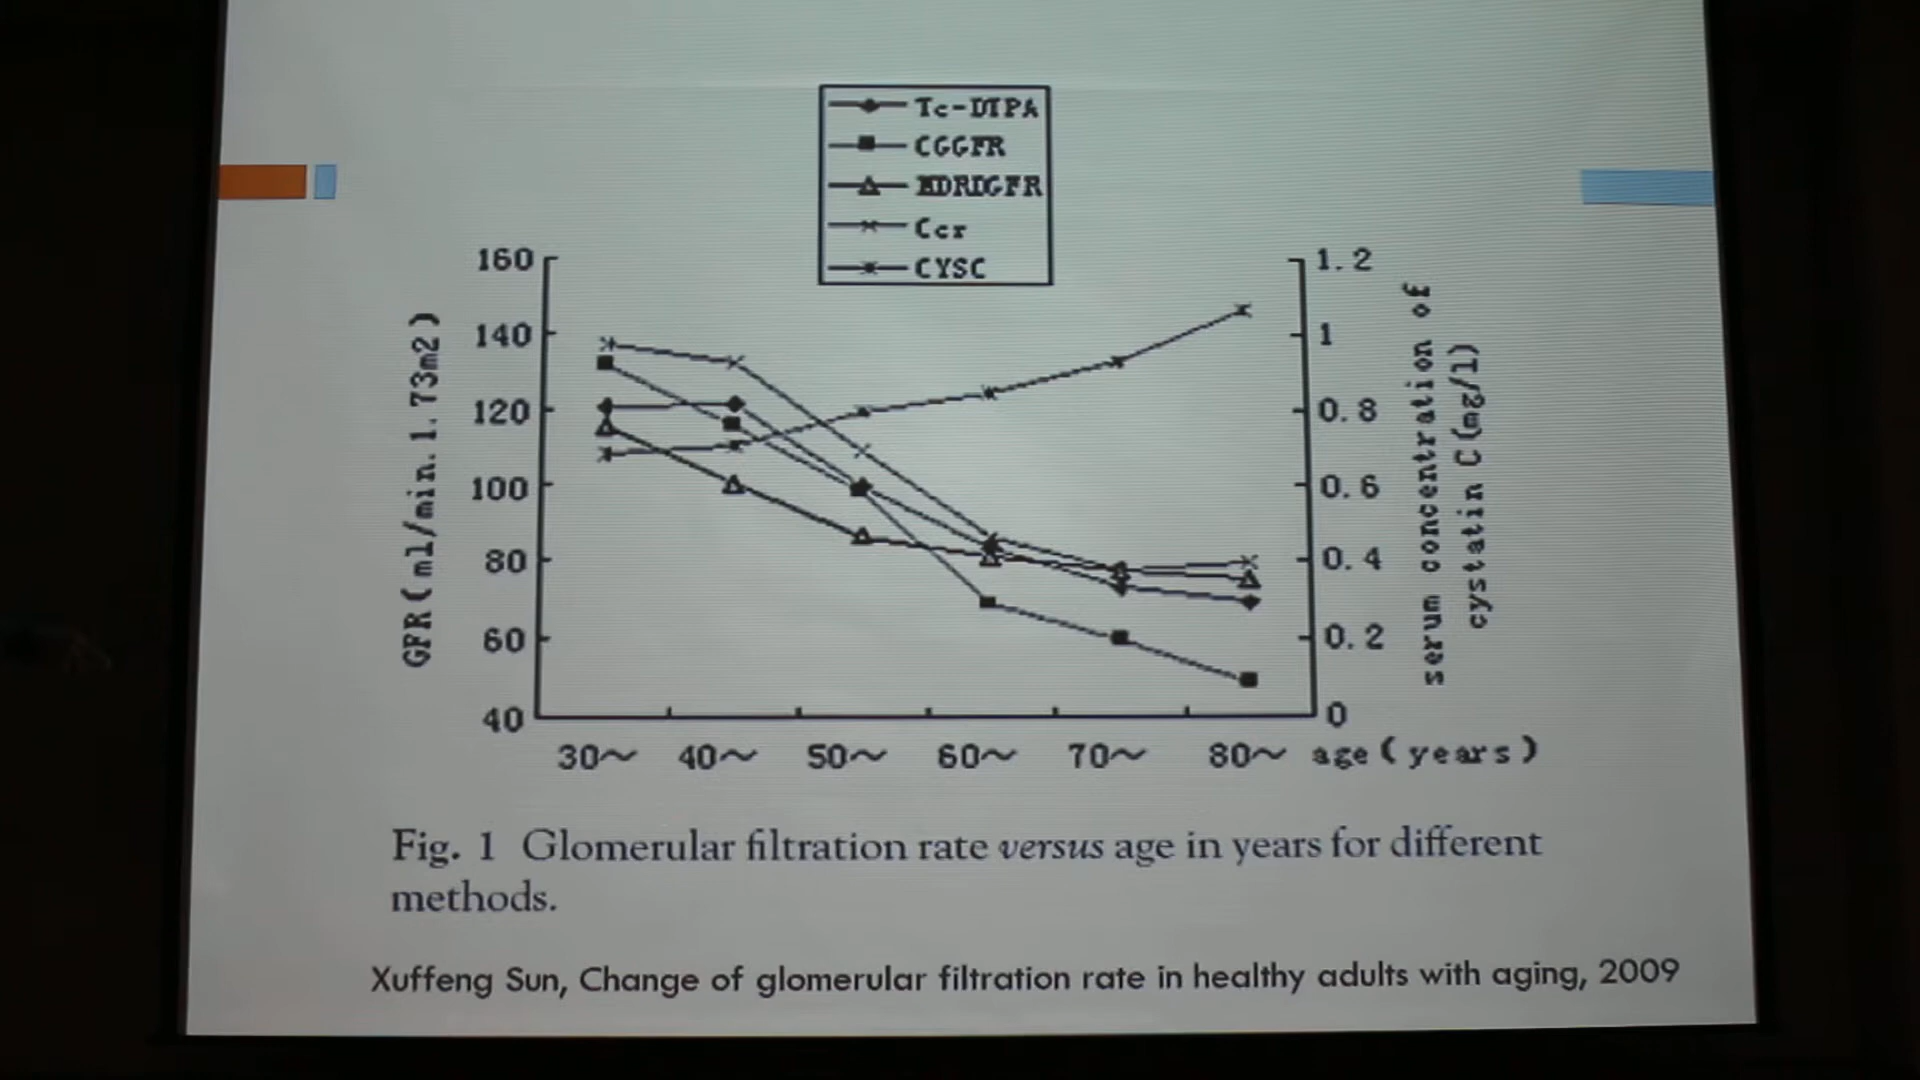 Tc-DTPA
CGGFR
MDRDGFR
Ccr
CYSC
160
140
120
100
80
60
40
GFR(ml/min.1.73m2)
1.2
1
0.8
0.6
0.4
0.2
0
serum concentration of
cystatin C(mg/l)
30~ 40~ 50~ 60~ 70~ 80~ age(years)
Fig. 1 Glomerular filtration rate versus age in years for different
methods.
Xuffeng Sun, Change of glomerular filtration rate in healthy adults with aging, 2009